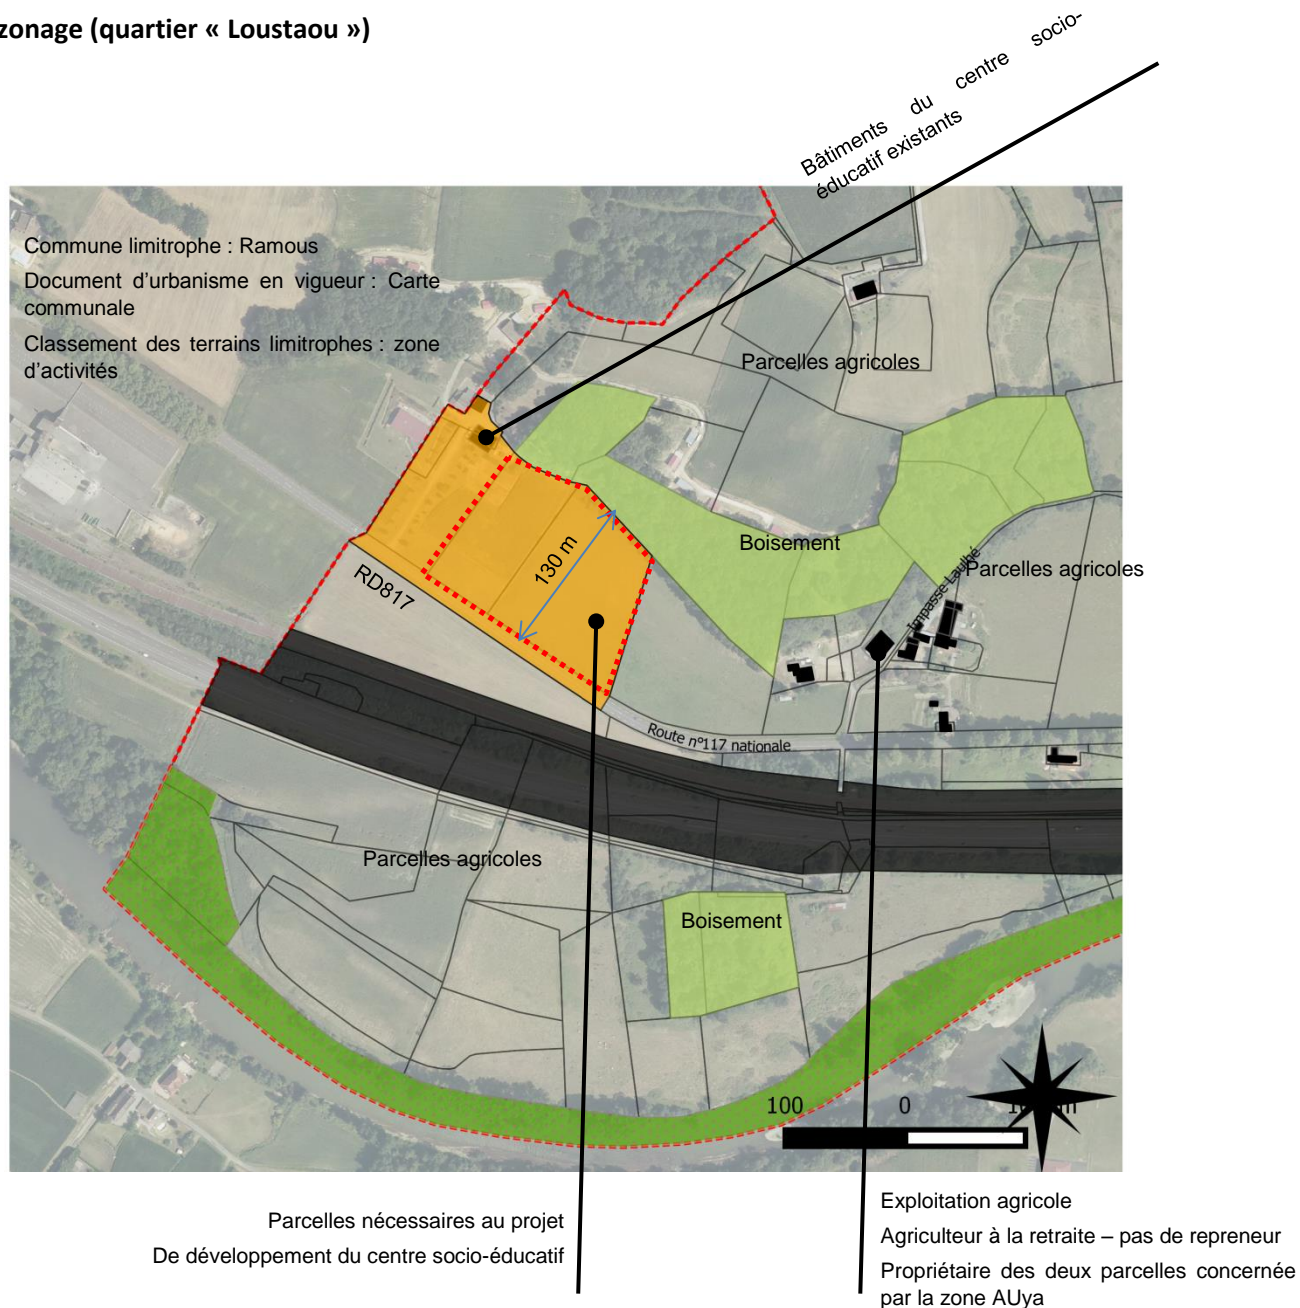 zonage (quartier « Loustaou »)
Bâtiments du centre socio-
éducatif existants
Commune limitrophe : Ramous
Document d'urbanisme en vigueur : Carte
communale
Classement des terrains limitrophes : zone
d'activités
Parcelles agricoles
Boisement
Parcelles agricoles
Impasse Laulhé
130 m
RD817
Route n°117 nationale
Parcelles agricoles
Boisement
100 0
Parcelles nécessaires au projet
De développement du centre socio-éducatif
Exploitation agricole
Agriculteur à la retraite – pas de repreneur
Propriétaire des deux parcelles concernée
par la zone AUya